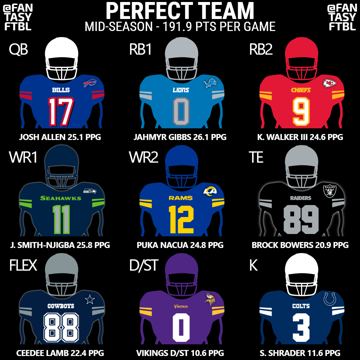 @FAN
TASY
FTBL
PERFECT TEAM
MID-SEASON - 191.9 PTS PER GAME
@FAN
TASY
FTBL
QB
BILLS
17
JOSH ALLEN 25.1 PPG
RB1
LIONS
0
JAHMYR GIBBS 26.1 PPG
RB2
CHIEFS
9
K. WALKER III 24.6 PPG
WR1
SEAHAWKS
11
J. SMITH-NJIGBA 25.8 PPG
WR2
RAMS
12
PUKA NACUA 24.8 PPG
TE
RAIDERS
89
BROCK BOWERS 20.9 PPG
FLEX
COWBOYS
88
CEEDEE LAMB 22.4 PPG
D/ST
VIKINGS
0
VIKINGS D/ST 10.6 PPG
K
COLTS
3
S. SHRADER 11.6 PPG